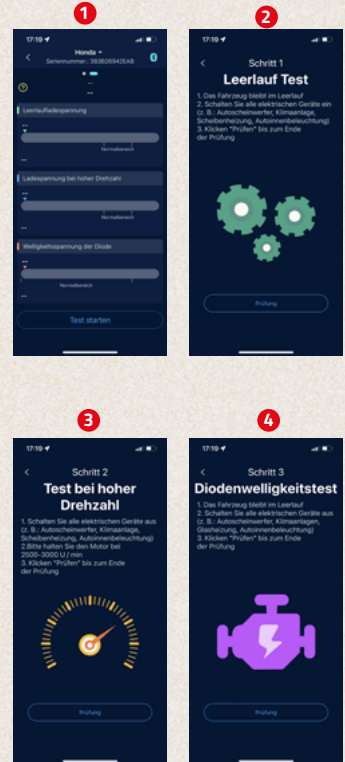 1
17:19
Honda
Seriennummer.: 383B26942EAB
--
--
Leerlaufladespannung
--
Normalbereich
--
Ladespannung bei hoher Drehzahl
--
Normalbereich
--
Welligkeitsspannung der Diode
--
Normalbereich
--
Test starten
2
17:19
Schritt 1
Leerlauf Test
1. Das Fahrzeug bleibt im Leerlauf
2. Schalten Sie alle elektrischen Geräte ein
(z. B.: Autoscheinwerfer, Klimaanlage,
Scheibenheizung, Autoinnenbeleuchtung)
3. Klicken "Prüfen" bis zum Ende
der Prüfung
Prüfung
3
17:19
Schritt 2
Test bei hoher
Drehzahl
1. Schalten Sie alle elektrischen Geräte aus
(z. B.: Autoscheinwerfer, Klimaanlage,
Scheibenheizung, Autoinnenbeleuchtung)
2.Bitte halten Sie den Motor bei
2500-3000 U / min
3. Klicken "Prüfen" bis zum Ende
der Prüfung
Prüfung
4
17:19
Schritt 3
Diodenwelligkeitstest
1. Das Fahrzeug bleibt im Leerlauf
2. Schalten Sie alle elektrischen Geräte aus
(z. B.: Autoscheinwerfer, Klimaanlagen,
Glasheizung, Autoinnenbeleuchtung)
3. Klicken "Prüfen" bis zum Ende
der Prüfung
Prüfung